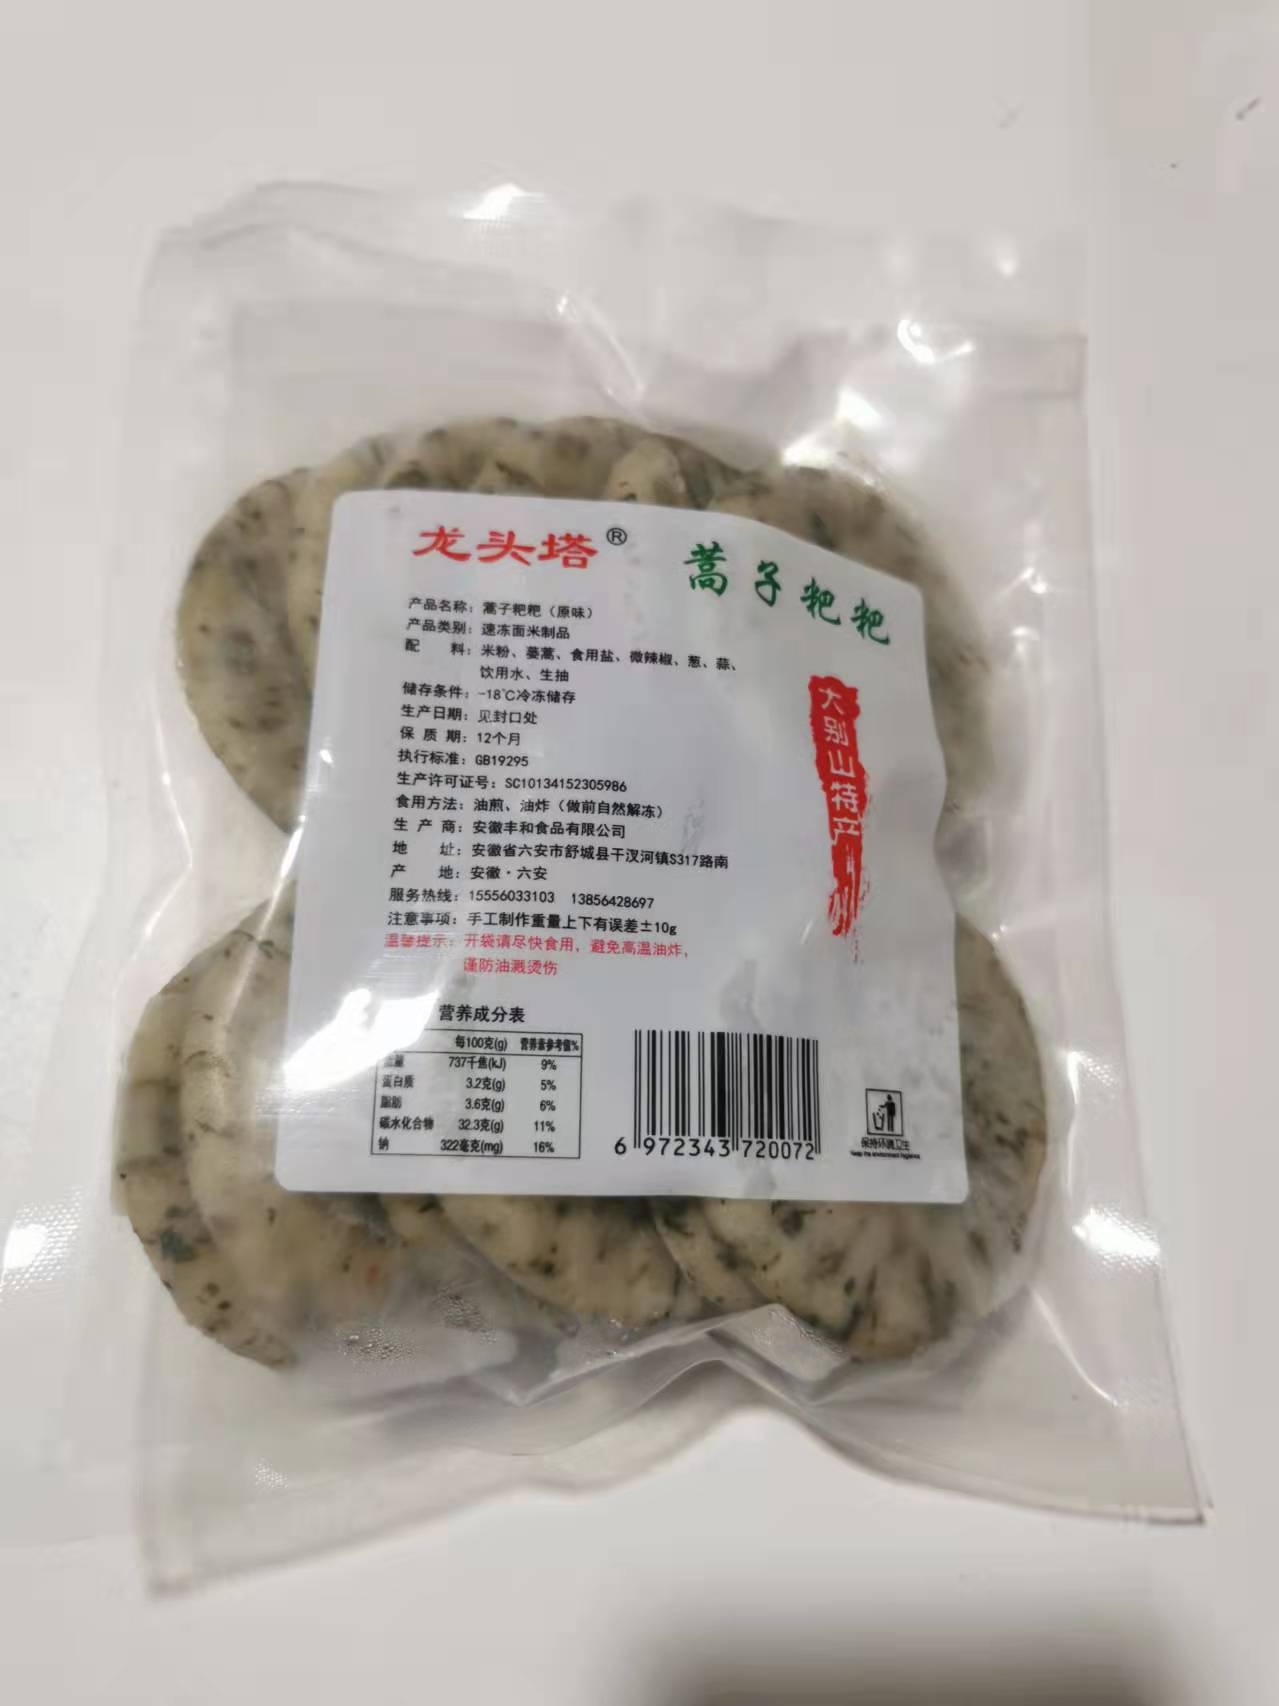 龙头塔®
蒿子粑粑
大别山特产
产品名称：蒿子粑粑（原味）
产品类别：速冻面米制品
配 料：米粉、蒌蒿、食用盐、微辣椒、葱、蒜、
饮用水、生抽
储存条件：-18℃冷冻储存
生产日期：见封口处
保 质 期：12个月
执行标准：GB19295
生产许可证号：SC10134152305986
食用方法：油煎、油炸（做前自然解冻）
生 产 商：安徽丰和食品有限公司
地 址：安徽省六安市舒城县干汊河镇S317路南
产 地：安徽·六安
服务热线：15556033103 13856428697
注意事项：手工制作重量上下有误差±10g
温馨提示：开袋请尽快食用，避免高温油炸，
谨防油溅烫伤
营养成分表
每100克(g) 营养素参考值%
能量 737千焦(kJ) 9%
蛋白质 3.2克(g) 5%
脂肪 3.6克(g) 6%
碳水化合物 32.3克(g) 11%
钠 322毫克(mg) 16%
6 972343 720072
保持环境卫生
Keep the environment hygiene